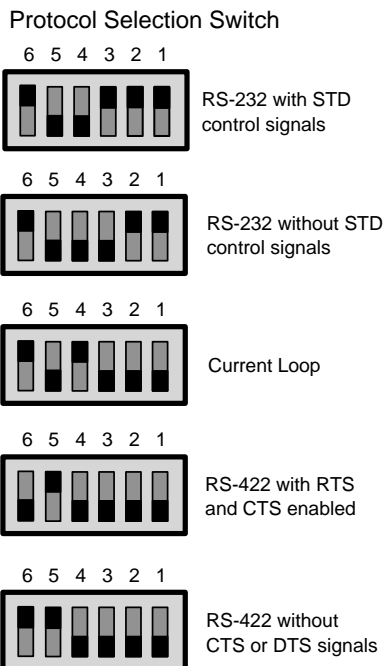 Protocol Selection Switch
6 5 4 3 2 1
RS-232 with STD
control signals
6 5 4 3 2 1
RS-232 without STD
control signals
6 5 4 3 2 1
Current Loop
6 5 4 3 2 1
RS-422 with RTS
and CTS enabled
6 5 4 3 2 1
RS-422 without
CTS or DTS signals